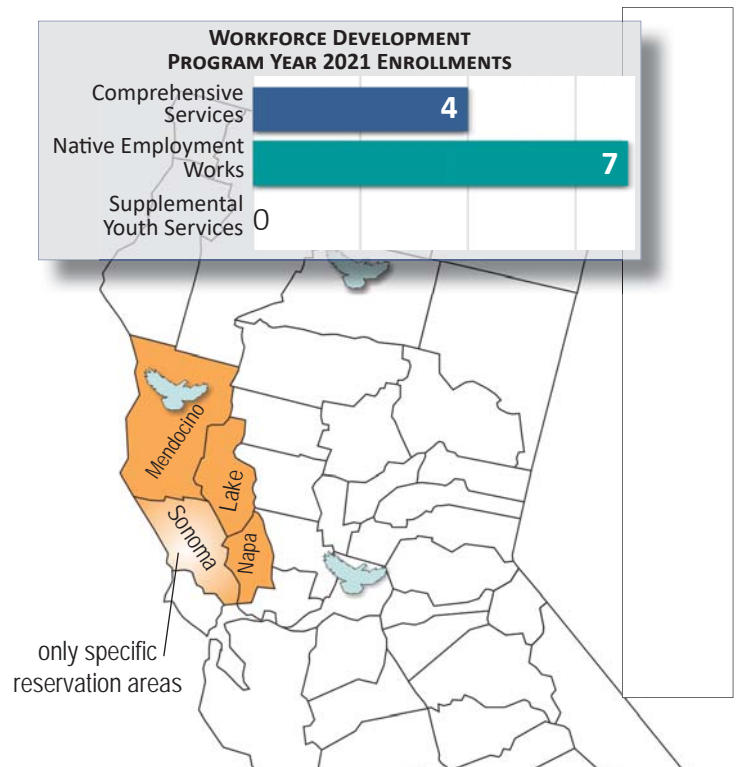 WORKFORCE DEVELOPMENT
PROGRAM YEAR 2021 ENROLLMENTS
Comprehensive
Services
4
Native Employment
Works
7
Supplemental
Youth Services
0
Mendocino
Lake
Sonoma
Napa
only specific
reservation areas